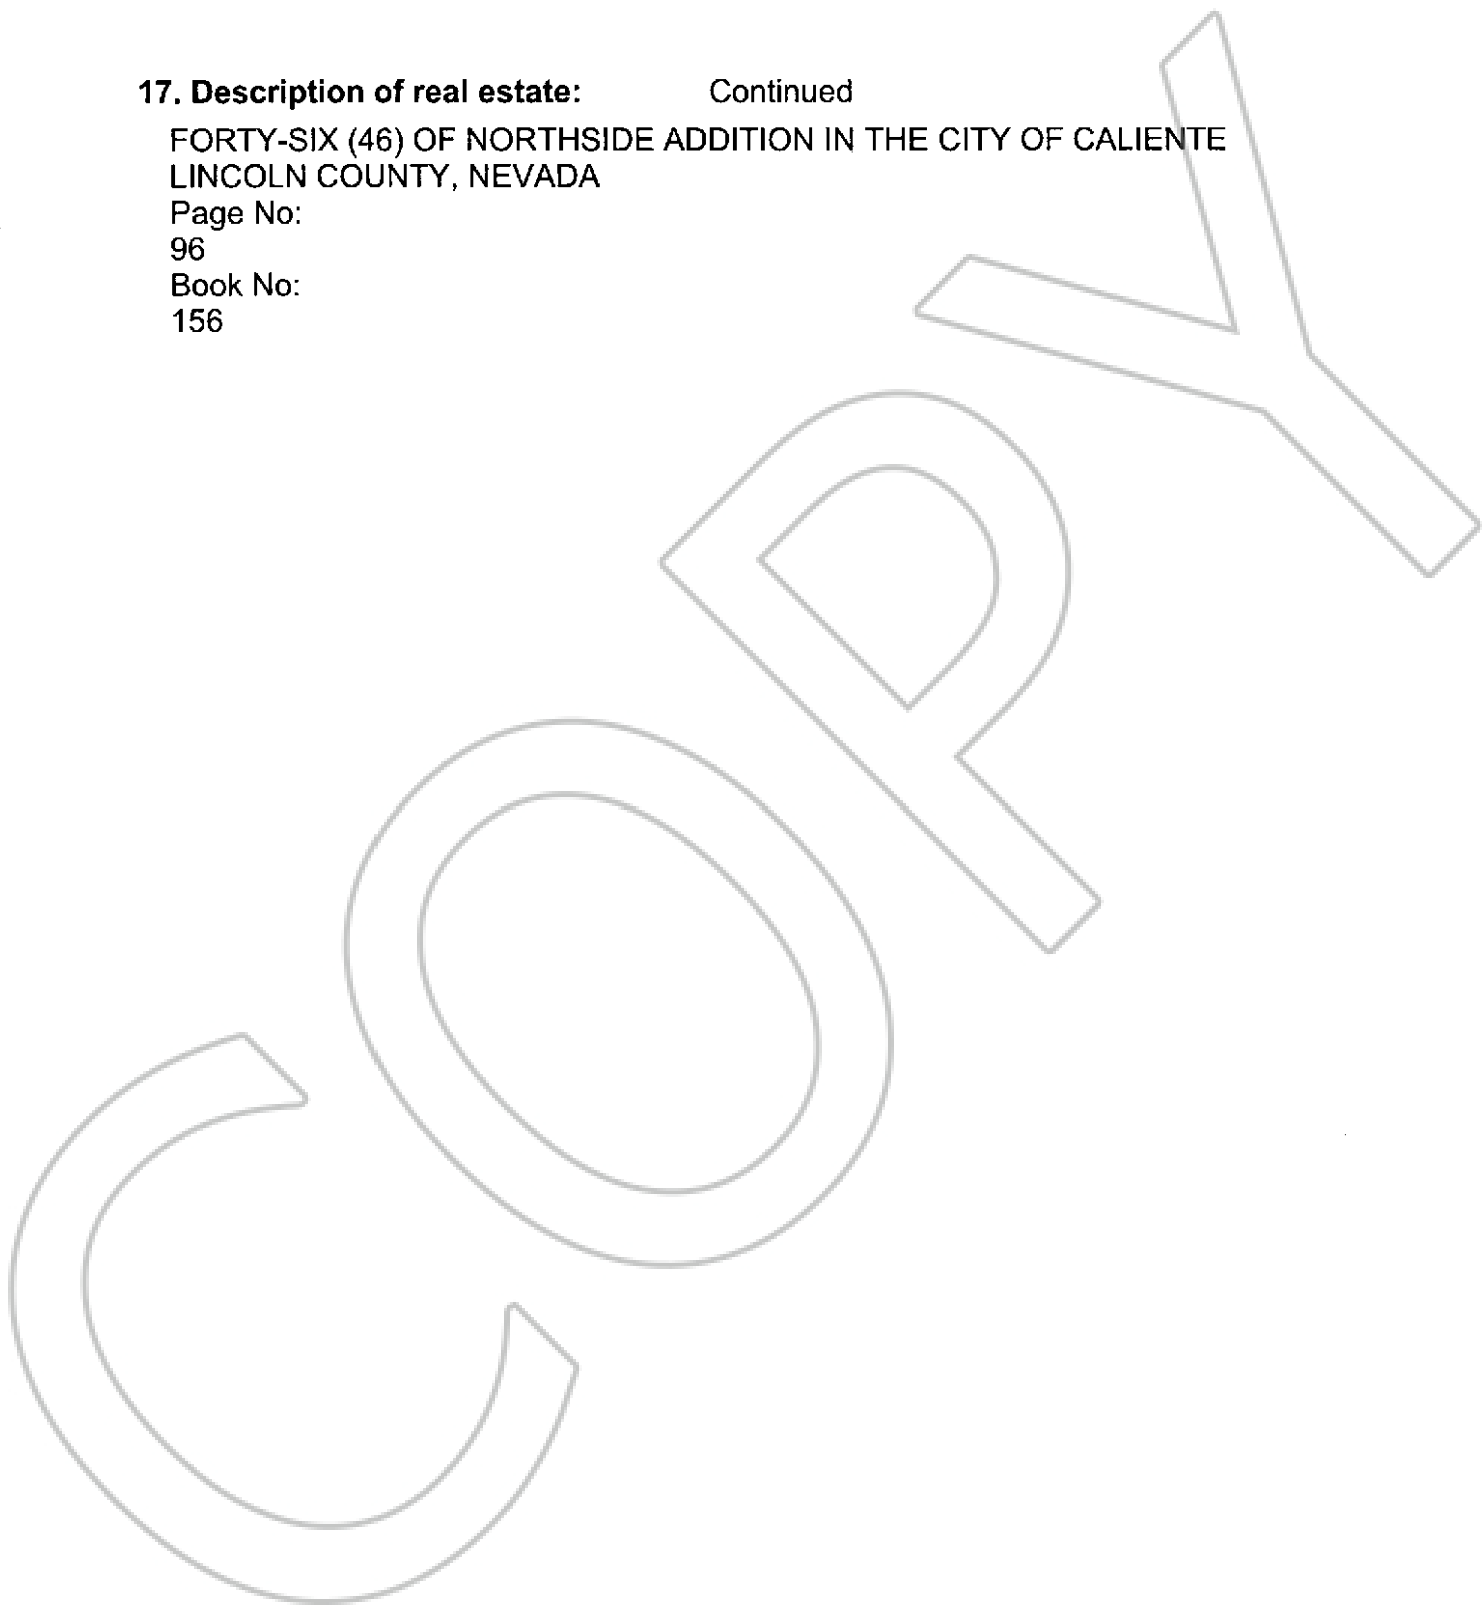 17. Description of real estate: Continued
FORTY-SIX (46) OF NORTHSIDE ADDITION IN THE CITY OF CALIENTE
LINCOLN COUNTY, NEVADA
Page No:
96
Book No:
156
COPY